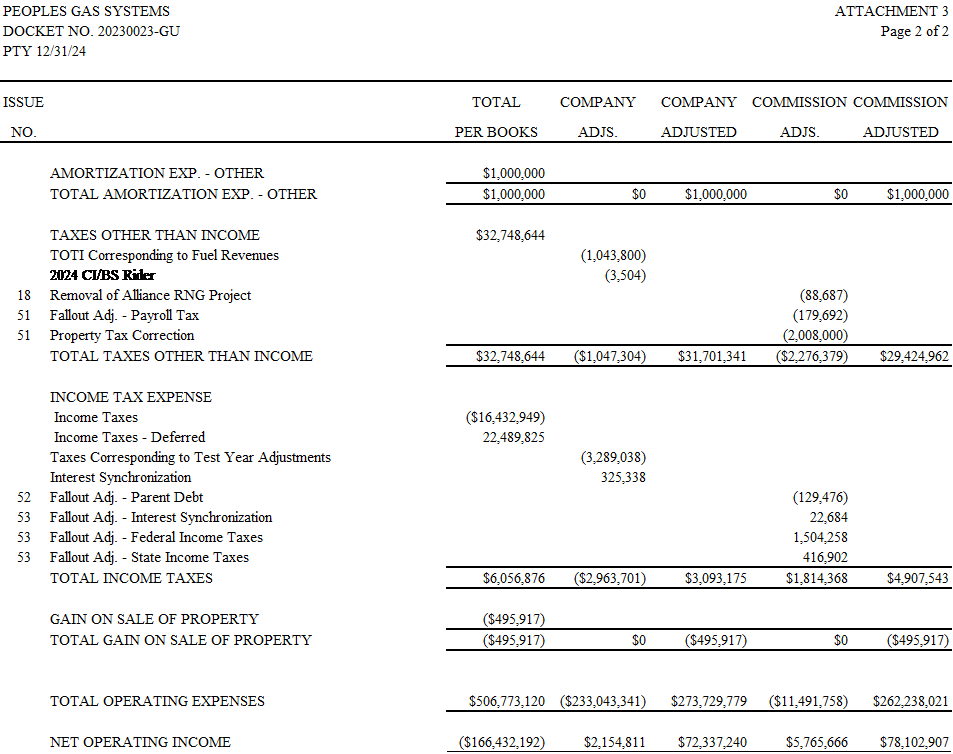 PEOPLES GAS SYSTEMS ATTACHMENT 3
DOCKET NO. 20230023-GU Page 2 of 2
PTY 12/31/24
ISSUE TOTAL COMPANY COMPANY COMMISSION COMMISSION
NO. PER BOOKS ADJS. ADJUSTED ADJS. ADJUSTED
AMORTIZATION EXP. - OTHER $1,000,000
TOTAL AMORTIZATION EXP. - OTHER $1,000,000 $0 $1,000,000 $0 $1,000,000
TAXES OTHER THAN INCOME $32,748,644
TOTI Corresponding to Fuel Revenues (1,043,800)
2024 CI/BS Rider (3,504)
18 Removal of Alliance RNG Project (88,687)
51 Fallout Adj. - Payroll Tax (179,692)
51 Property Tax Correction (2,008,000)
TOTAL TAXES OTHER THAN INCOME $32,748,644 ($1,047,304) $31,701,341 ($2,276,379) $29,424,962
INCOME TAX EXPENSE
Income Taxes ($16,432,949)
Income Taxes - Deferred 22,489,825
Taxes Corresponding to Test Year Adjustments (3,289,038)
Interest Synchronization 325,338
52 Fallout Adj. - Parent Debt (129,476)
53 Fallout Adj. - Interest Synchronization 22,684
53 Fallout Adj. - Federal Income Taxes 1,504,258
53 Fallout Adj. - State Income Taxes 416,902
TOTAL INCOME TAXES $6,056,876 ($2,963,701) $3,093,175 $1,814,368 $4,907,543
GAIN ON SALE OF PROPERTY ($495,917)
TOTAL GAIN ON SALE OF PROPERTY ($495,917) $0 ($495,917) $0 ($495,917)
TOTAL OPERATING EXPENSES $506,773,120 ($233,043,341) $273,729,779 ($11,491,758) $262,238,021
NET OPERATING INCOME ($166,432,192) $2,154,811 $72,337,240 $5,765,666 $78,102,907